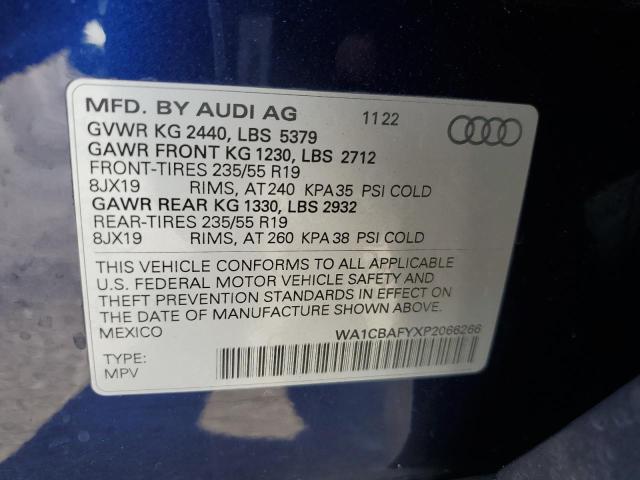 MFD. BY AUDI AG 11 22
GVWR KG 2440, LBS 5379
GAWR FRONT KG 1230, LBS 2712
FRONT-TIRES 235/55 R19
8JX19 RIMS, AT 240 KPA 35 PSI COLD
GAWR REAR KG 1330, LBS 2932
REAR-TIRES 235/55 R19
8JX19 RIMS, AT 260 KPA 38 PSI COLD
THIS VEHICLE CONFORMS TO ALL APPLICABLE
U.S. FEDERAL MOTOR VEHICLE SAFETY AND
THEFT PREVENTION STANDARDS IN EFFECT ON
THE DATE OF MANUFACTURE SHOWN ABOVE.
MEXICO WA1CBAFYXP2066266
TYPE:
MPV